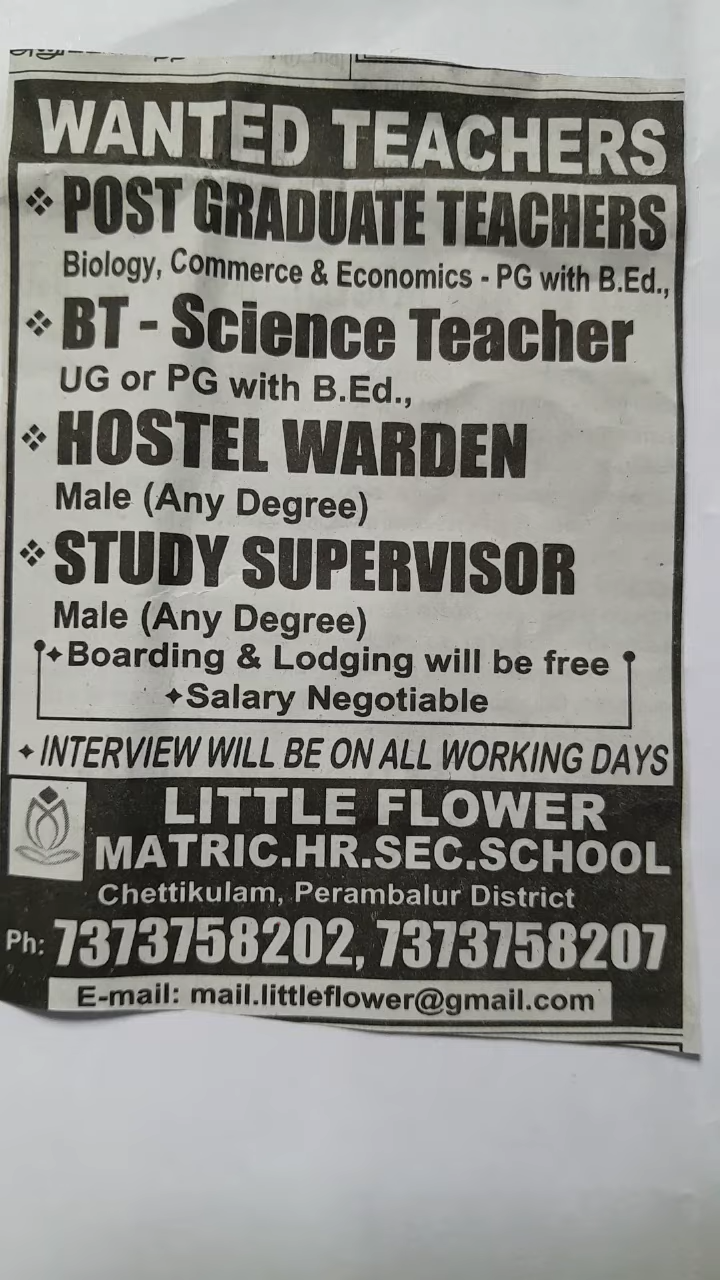 WANTED TEACHERS
❖ POST GRADUATE TEACHERS
Biology, Commerce & Economics - PG with B.Ed.,
❖ BT - Science Teacher
UG or PG with B.Ed.,
❖ HOSTEL WARDEN
Male (Any Degree)
❖ STUDY SUPERVISOR
Male (Any Degree)
✦Boarding & Lodging will be free
✦Salary Negotiable
✦ INTERVIEW WILL BE ON ALL WORKING DAYS
LITTLE FLOWER
MATRIC.HR.SEC.SCHOOL
Chettikulam, Perambalur District
Ph: 7373758202, 7373758207
E-mail: mail.littleflower@gmail.com